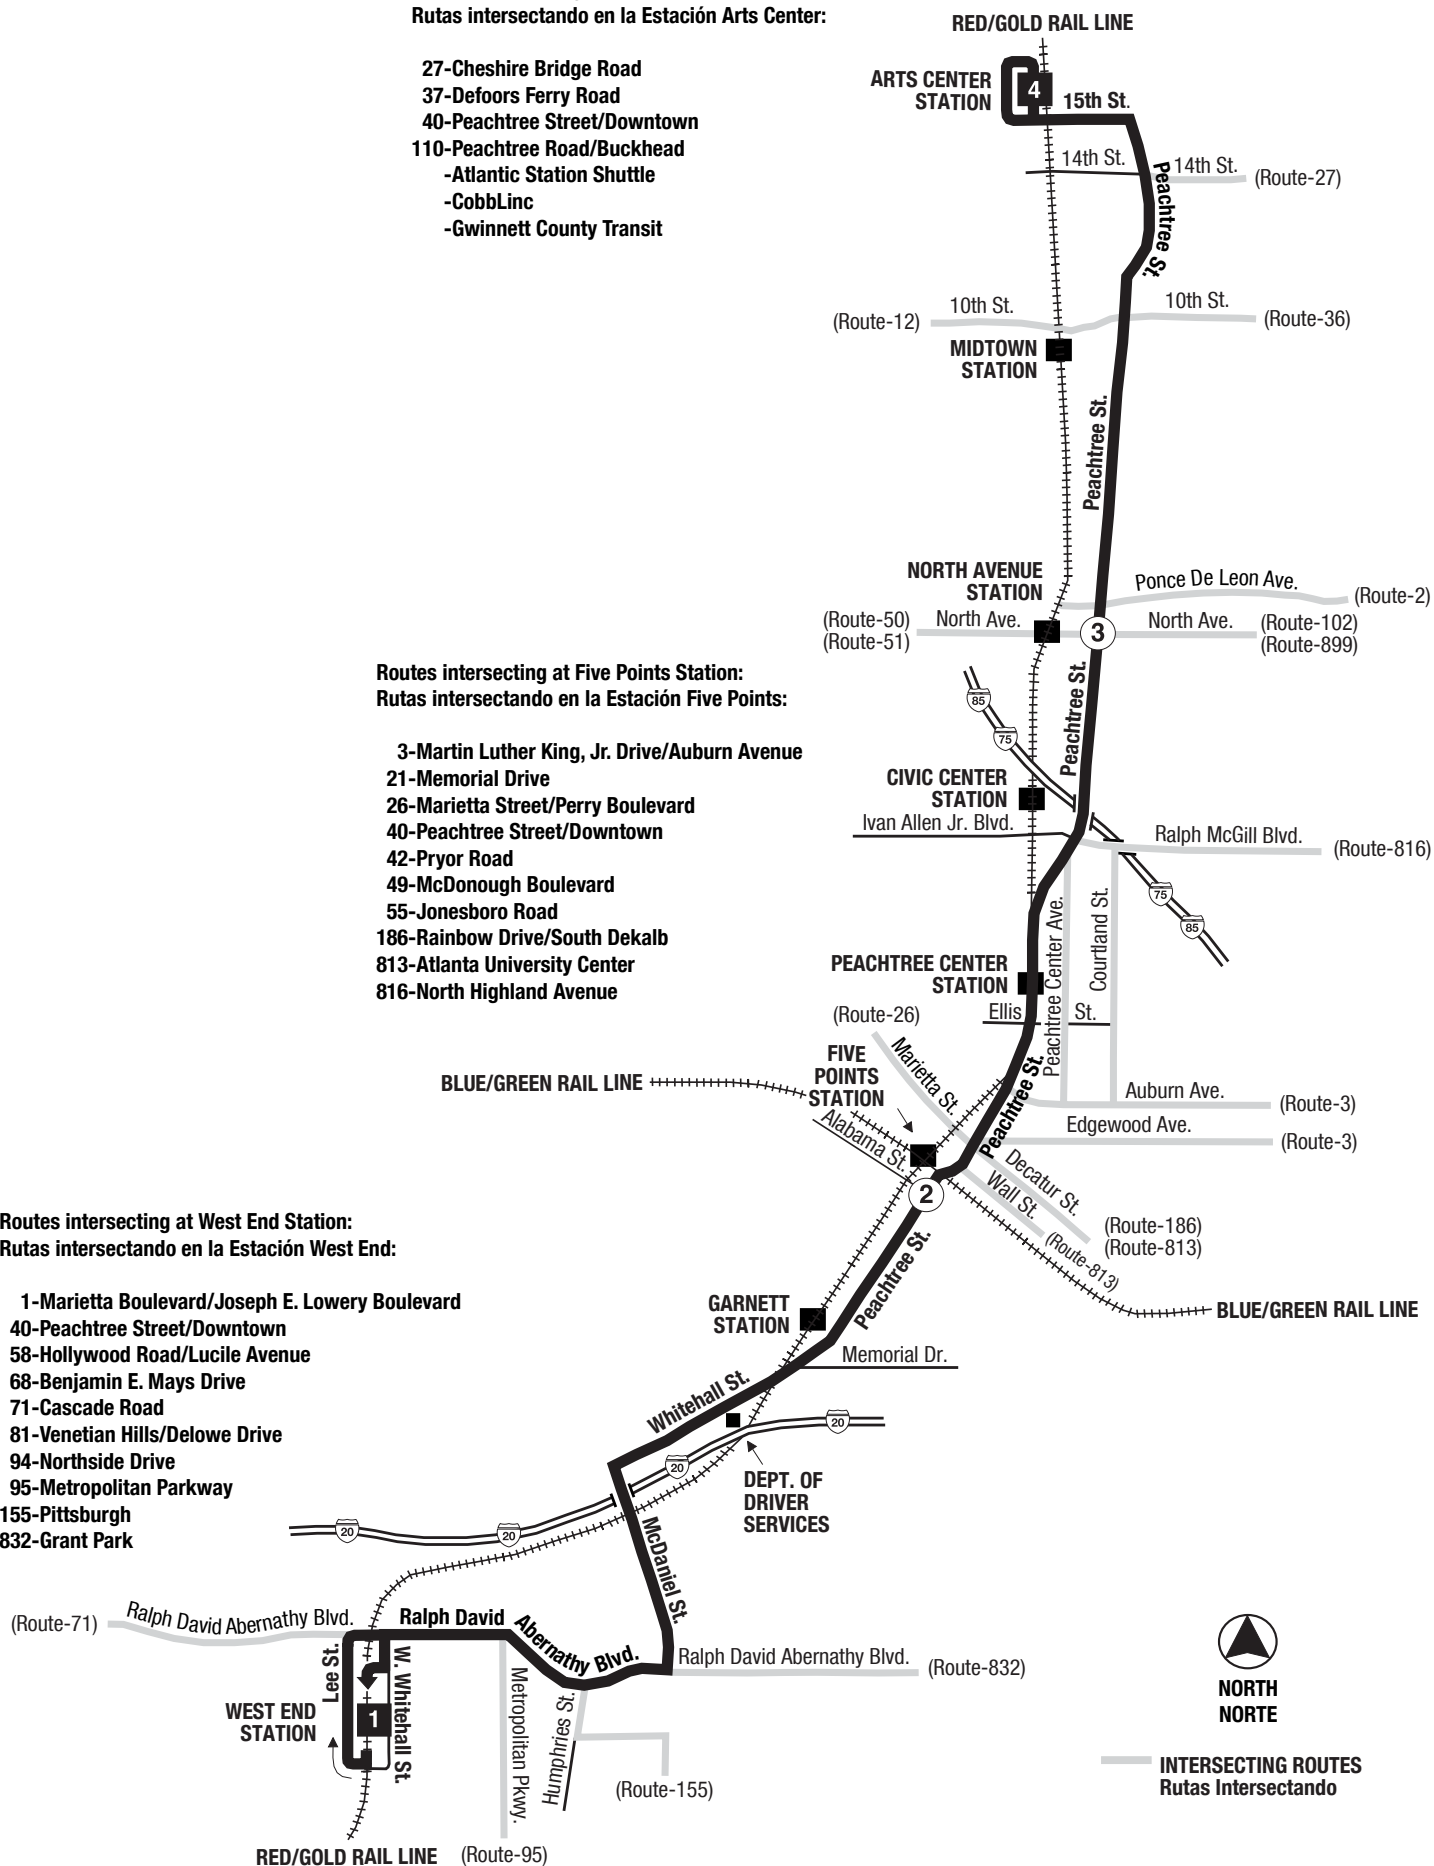 Rutas intersectando en la Estación Arts Center:
27-Cheshire Bridge Road
37-Defoors Ferry Road
40-Peachtree Street/Downtown
110-Peachtree Road/Buckhead
-Atlantic Station Shuttle
-CobbLinc
-Gwinnett County Transit
RED/GOLD RAIL LINE
ARTS CENTER
STATION
4
15th St.
14th St.
14th St.
(Route-27)
Peachtree St.
10th St.
10th St.
(Route-12)
(Route-36)
MIDTOWN
STATION
Peachtree St.
NORTH AVENUE
STATION
Ponce De Leon Ave.
(Route-2)
(Route-50)
(Route-51)
North Ave.
3
North Ave.
(Route-102)
(Route-899)
Routes intersecting at Five Points Station:
Rutas intersectando en la Estación Five Points:
3-Martin Luther King, Jr. Drive/Auburn Avenue
21-Memorial Drive
26-Marietta Street/Perry Boulevard
40-Peachtree Street/Downtown
42-Pryor Road
49-McDonough Boulevard
55-Jonesboro Road
186-Rainbow Drive/South Dekalb
813-Atlanta University Center
816-North Highland Avenue
85
75
Peachtree St.
CIVIC CENTER
STATION
Ivan Allen Jr. Blvd.
Ralph McGill Blvd.
(Route-816)
75
85
Peachtree Center Ave.
Courtland St.
PEACHTREE CENTER
STATION
Ellis St.
(Route-26)
Marietta St.
FIVE
POINTS
STATION
BLUE/GREEN RAIL LINE
Alabama St.
Peachtree St.
Auburn Ave.
(Route-3)
Edgewood Ave.
(Route-3)
Decatur St.
Wall St.
2
(Route-186)
(Route-813)
(Route-813)
BLUE/GREEN RAIL LINE
Routes intersecting at West End Station:
Rutas intersectando en la Estación West End:
1-Marietta Boulevard/Joseph E. Lowery Boulevard
40-Peachtree Street/Downtown
58-Hollywood Road/Lucile Avenue
68-Benjamin E. Mays Drive
71-Cascade Road
81-Venetian Hills/Delowe Drive
94-Northside Drive
95-Metropolitan Parkway
155-Pittsburgh
832-Grant Park
Peachtree St.
GARNETT
STATION
Memorial Dr.
Whitehall St.
20
20
DEPT. OF
DRIVER
SERVICES
20
20
McDaniel St.
(Route-71)
Ralph David Abernathy Blvd.
Ralph David Abernathy Blvd.
Ralph David Abernathy Blvd.
(Route-832)
Lee St.
W. Whitehall St.
WEST END
STATION
1
Metropolitan Pkwy.
Humphries St.
(Route-155)
RED/GOLD RAIL LINE
(Route-95)
NORTH
NORTE
INTERSECTING ROUTES
Rutas Intersectando